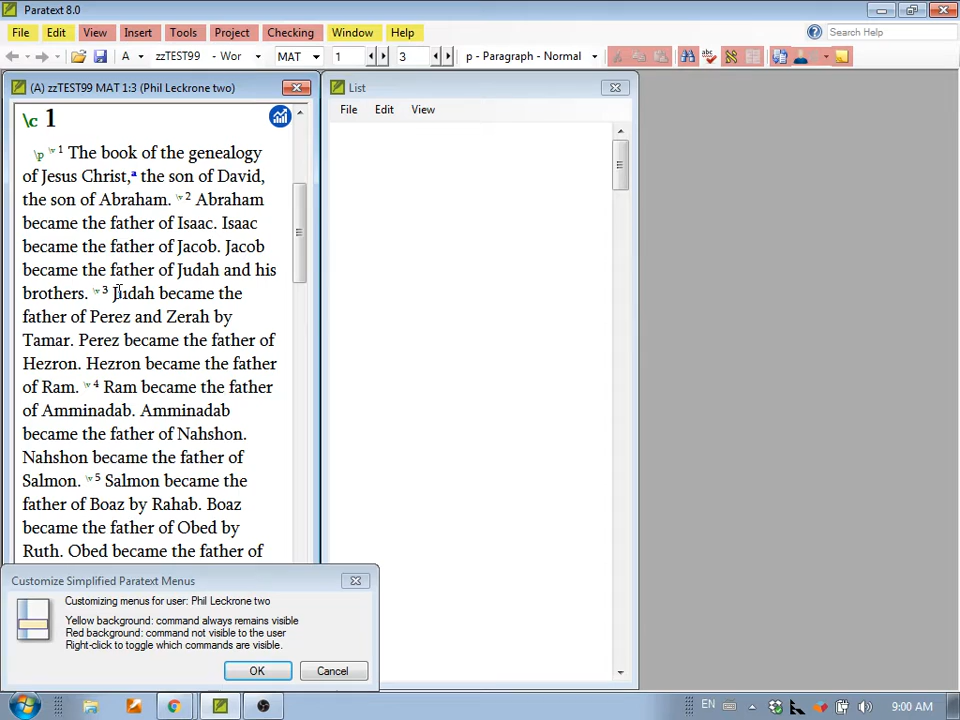 Paratext 8.0
File Edit View Insert Tools Project Checking Window Help Search Help
A zzTEST99 - Wor MAT 1 3 p - Paragraph - Normal
(A) zzTEST99 MAT 1:3 (Phil Leckrone two)
\c 1
\p \v 1 The book of the genealogy
of Jesus Christ,a the son of David,
the son of Abraham. \v 2 Abraham
became the father of Isaac. Isaac
became the father of Jacob. Jacob
became the father of Judah and his
brothers. \v 3 Judah became the
father of Perez and Zerah by
Tamar. Perez became the father of
Hezron. Hezron became the father
of Ram. \v 4 Ram became the father
of Amminadab. Amminadab
became the father of Nahshon.
Nahshon became the father of
Salmon. \v 5 Salmon became the
father of Boaz by Rahab. Boaz
became the father of Obed by
Ruth. Obed became the father of
List
File Edit View
Customize Simplified Paratext Menus
Customizing menus for user: Phil Leckrone two
Yellow background: command always remains visible
Red background: command not visible to the user
Right-click to toggle which commands are visible.
OK Cancel
EN 9:00 AM